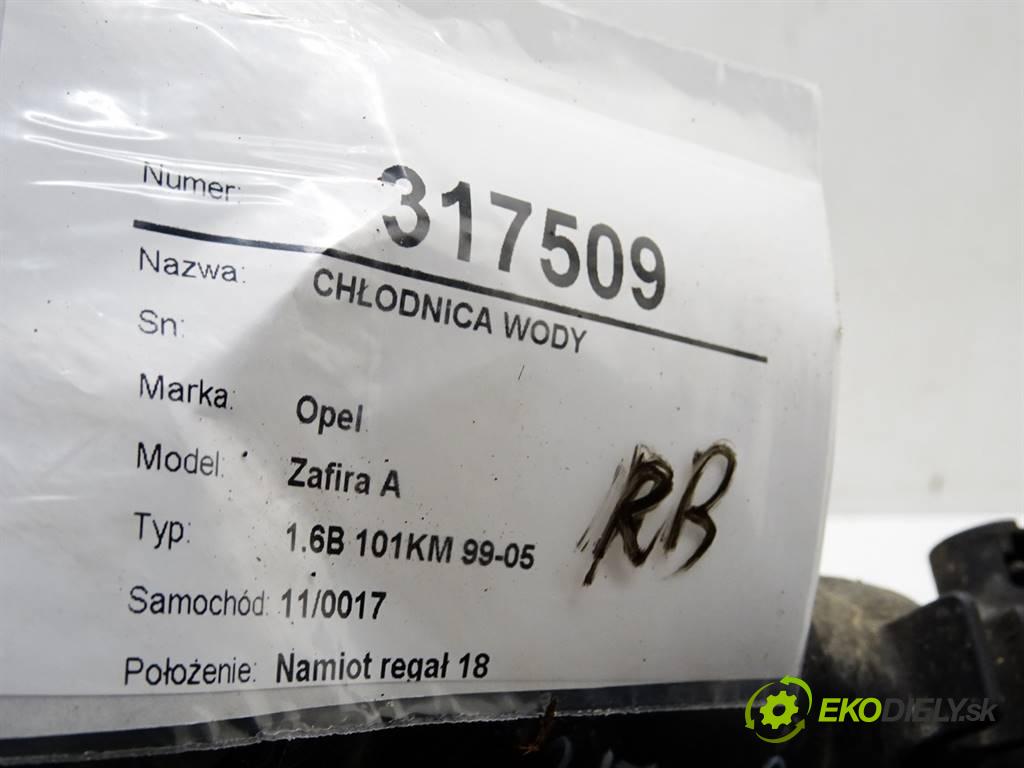 Numer: 317509
Nazwa: CHŁODNICA WODY
Sn:
Marka: Opel
Model: Zafira A
Typ: 1.6B 101KM 99-05
RB
Samochód: 11/0017
Położenie: Namiot regał 18
EKODIELY.sk